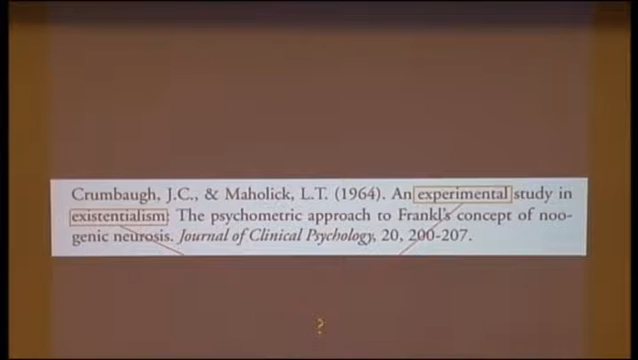 Crumbaugh, J.C., & Maholick, L.T. (1964). An experimental study in
existentialism: The psychometric approach to Frankl's concept of noo-
genic neurosis. Journal of Clinical Psychology, 20, 200-207.
?